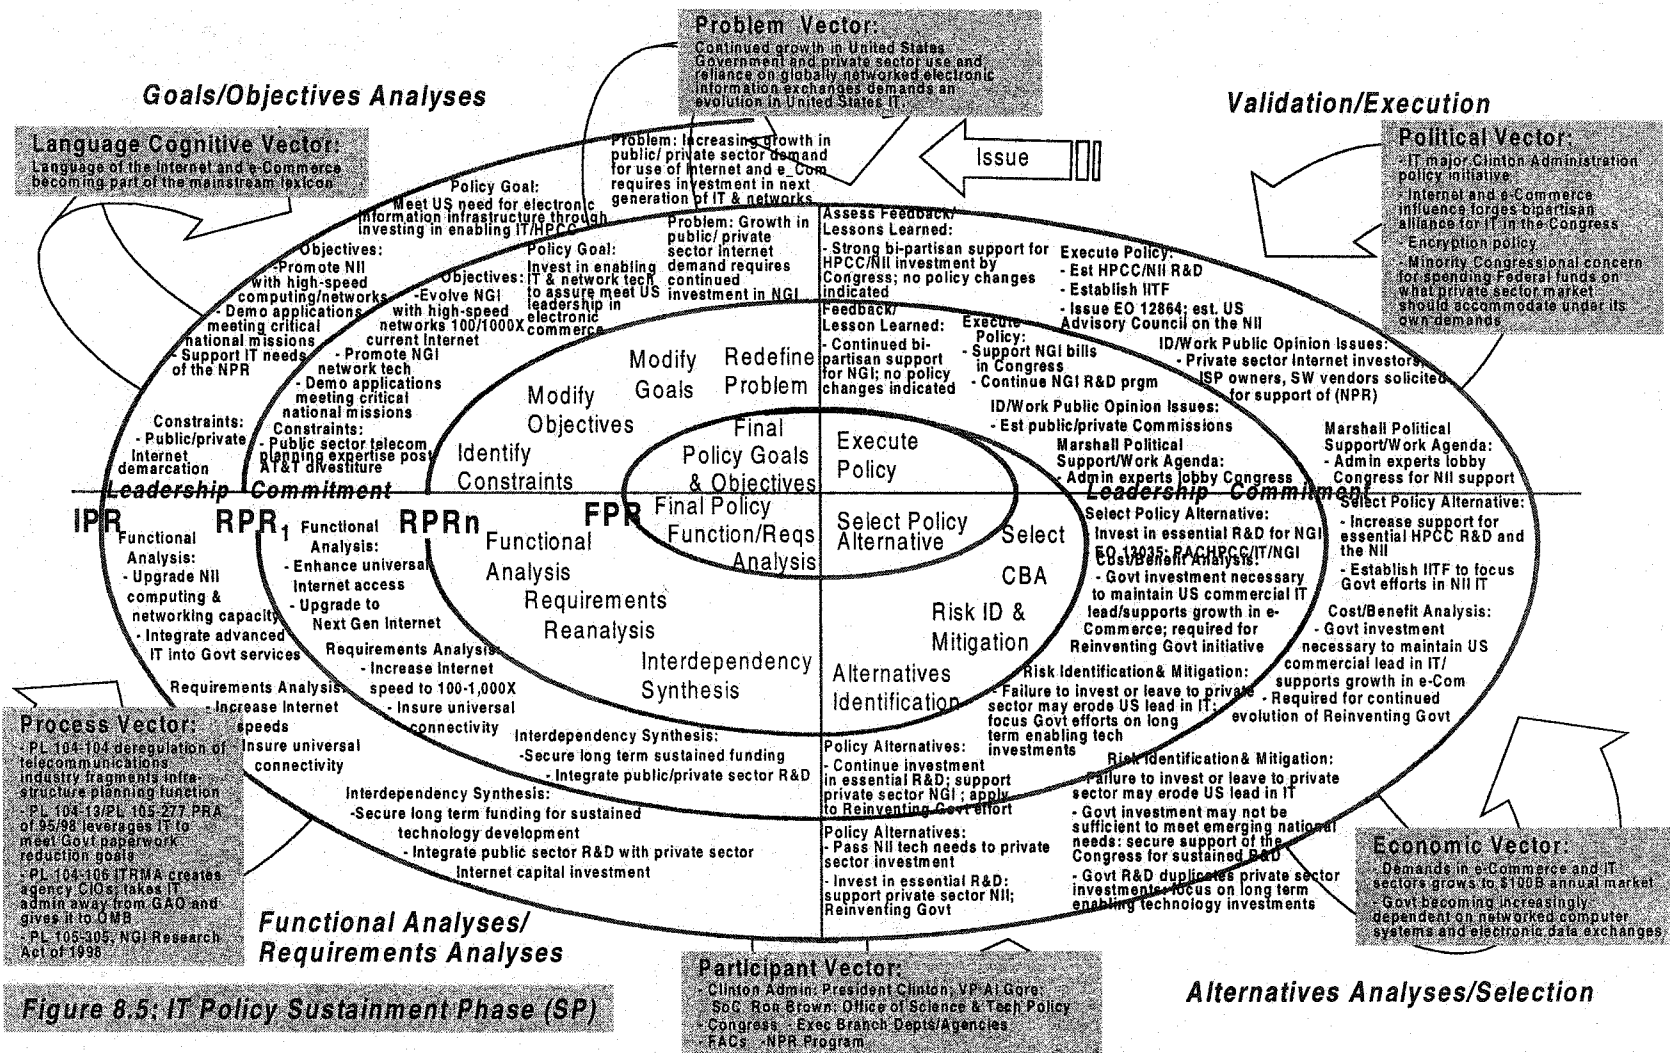 Problem Vector:
Continued growth in United States
Government and private sector use and
reliance on globally networked electronic
information exchanges demands an
evolution in United States IT.
Goals/Objectives Analyses
Validation/Execution
Language Cognitive Vector:
Language of the Internet and e-Commerce
becoming part of the mainstream lexicon
Political Vector:
- IT major Clinton Administration
policy initiative
- Internet and e-Commerce
influence forges bipartisan
alliance for IT in the Congress
- Encryption policy
- Minority Congressional concern
for spending Federal funds on
what private sector market
should accommodate under its
own demands
Issue
Problem: Increasing growth in
public/ private sector demand
for use of Internet and e_Com
requires investment in next
generation of IT & networks
Policy Goal:
Meet US need for electronic
information infrastructure through
investing in enabling IT/HPCC
Objectives:
-Promote NII
with high-speed
computing/networks
- Demo applications
meeting critical
national missions
- Support IT needs
of the NPR
Constraints:
- Public/private
Internet
demarcation
Problem: Growth in
public/ private
sector Internet
demand requires
continued
investment in NGI
Policy Goal:
Invest in enabling
IT & network tech
to assure meet US
leadership in
electronic
commerce
Objectives:
-Evolve NGI
with high-speed
networks 100/1000X
current Internet
- Promote NGI
network tech
- Demo applications
meeting critical
national missions
Constraints:
- Public sector telecom
planning expertise post
AT&T divestiture
Assess Feedback/
Lessons Learned:
- Strong bi-partisan support for
HPCC/NII investment by
Congress; no policy changes
indicated
Execute Policy:
- Est HPCC/NII R&D
- Establish IITF
- Issue EO 12864; est. US
Advisory Council on the NII
ID/Work Public Opinion Issues:
- Private sector Internet investors,
ISP owners, SW vendors solicited
for support of (NPR)
Marshall Political
Support/Work Agenda:
- Admin experts lobby
Congress for NII support
Feedback/
Lesson Learned:
- Continued bi-
partisan support
for NGI; no policy
changes indicated
Execute
Policy:
- Support NGI bills
in Congress
- Continue NGI R&D prgm
ID/Work Public Opinion Issues:
- Est public/private Commissions
Marshall Political
Support/Work Agenda:
- Admin experts lobby Congress
Modify
Goals
Redefine
Problem
Modify
Objectives
Identify
Constraints
Final
Policy Goals
& Objectives
Execute
Policy
Leadership Commitment
Leadership Commitment
IPR
RPR1
RPRn
FPR
Final Policy
Function/Reqs
Analysis
Select Policy
Alternative
Functional
Analysis
Requirements
Reanalysis
Interdependency
Synthesis
Select
CBA
Risk ID &
Mitigation
Alternatives
Identification
Functional
Analysis:
- Upgrade NII
computing &
networking capacity
- Integrate advanced
IT into Govt services
Requirements Analysis:
- Increase Internet
speeds
- Insure universal
connectivity
Functional
Analysis:
- Enhance universal
Internet access
- Upgrade to
Next Gen Internet
Requirements Analysis:
- Increase Internet
speed to 100-1,000X
- Insure universal
connectivity
Interdependency Synthesis:
-Secure long term sustained funding
- Integrate public/private sector R&D
Interdependency Synthesis:
-Secure long term funding for sustained
technology development
- Integrate public sector R&D with private sector
Internet capital investment
Select Policy Alternative:
Invest in essential R&D for NGI
EO 13035: PACHPCC/IT/NGI
Cost/Benefit Analysis:
- Govt investment necessary
to maintain US commercial IT
lead/supports growth in e-
Commerce; required for
Reinventing Govt initiative
Risk Identification& Mitigation:
- Failure to invest or leave to private
sector may erode US lead in IT;
focus Govt efforts on long
term enabling tech
investments
Policy Alternatives:
- Continue investment
in essential R&D; support
private sector NGI ; apply
to Reinventing Govt effort
Select Policy Alternative:
- Increase support for
essential HPCC R&D and
the NII
- Establish IITF to focus
Govt efforts in NII IT
Cost/Benefit Analysis:
- Govt investment
necessary to maintain US
commercial lead in IT/
supports growth in e-Com
- Required for continued
evolution of Reinventing Govt
Risk Identification& Mitigation:
Failure to invest or leave to private
sector may erode US lead in IT
- Govt investment may not be
sufficient to meet emerging national
needs: secure support of the
Congress for sustained R&D
- Govt R&D duplicates private sector
investments: focus on long term
enabling technology investments
Policy Alternatives:
- Pass NII tech needs to private
sector investment
- Invest in essential R&D:
support private sector NII;
Reinventing Govt
Process Vector:
- PL 104-104 deregulation of
telecommunications
industry fragments infra-
structure planning function
- PL 104-13/PL 105-277 PRA
of 95/98 leverages IT to
meet Govt paperwork
reduction goals
- PL 104-106 ITRMA creates
agency CIOs; takes IT
admin away from GAO and
gives it to OMB
- PL 105-305, NGI Research
Act of 1998
Economic Vector:
- Demands in e-Commerce and IT
sectors grows to $100B annual market
- Govt becoming increasingly
dependent on networked computer
systems and electronic data exchanges
Functional Analyses/
Requirements Analyses
Participant Vector:
- Clinton Admin: President Clinton; VP Al Gore;
SoC Ron Brown; Office of Science & Tech Policy
- Congress - Exec Branch Depts/Agencies
- FACs -NPR Program
Alternatives Analyses/Selection
Figure 8.5: IT Policy Sustainment Phase (SP)